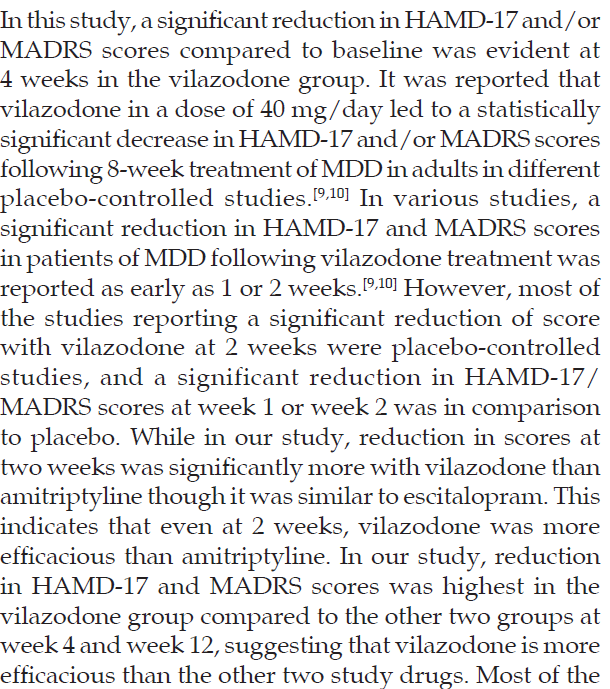 In this study, a significant reduction in HAMD-17 and/or
MADRS scores compared to baseline was evident at
4 weeks in the vilazodone group. It was reported that
vilazodone in a dose of 40 mg/day led to a statistically
significant decrease in HAMD-17 and/or MADRS scores
following 8-week treatment of MDD in adults in different
placebo-controlled studies.[9,10] In various studies, a
significant reduction in HAMD-17 and MADRS scores
in patients of MDD following vilazodone treatment was
reported as early as 1 or 2 weeks.[9,10] However, most of
the studies reporting a significant reduction of score
with vilazodone at 2 weeks were placebo-controlled
studies, and a significant reduction in HAMD-17/
MADRS scores at week 1 or week 2 was in comparison
to placebo. While in our study, reduction in scores at
two weeks was significantly more with vilazodone than
amitriptyline though it was similar to escitalopram. This
indicates that even at 2 weeks, vilazodone was more
efficacious than amitriptyline. In our study, reduction
in HAMD-17 and MADRS scores was highest in the
vilazodone group compared to the other two groups at
week 4 and week 12, suggesting that vilazodone is more
efficacious than the other two study drugs. Most of the